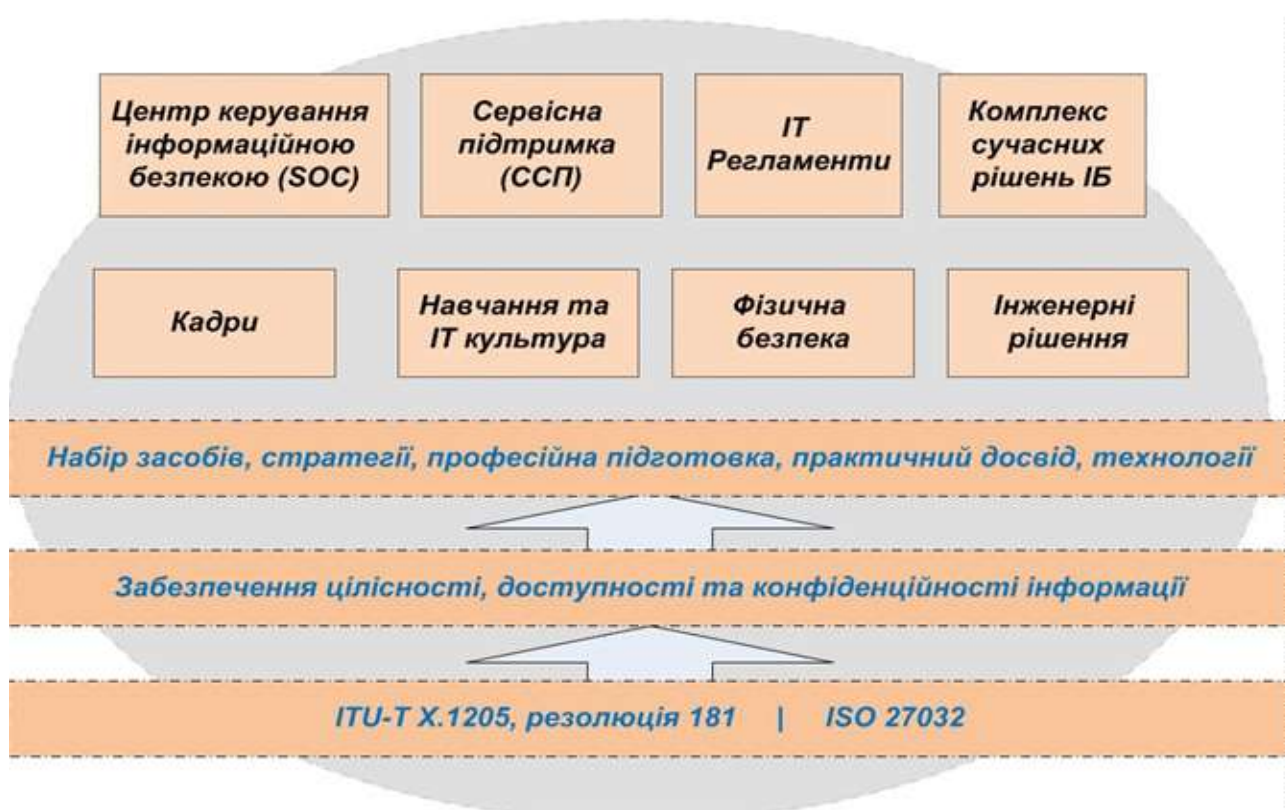 Центр керування
інформаційною
безпекою (SOC)
Сервісна
підтримка
(ССП)
ІТ
Регламенти
Комплекс
сучасних
рішень ІБ
Кадри
Навчання та
ІТ культура
Фізична
безпека
Інженерні
рішення
Набір засобів, стратегії, професійна підготовка, практичний досвід, технології
Забезпечення цілісності, доступності та конфіденційності інформації
ITU-T X.1205, резолюція 181 | ISO 27032